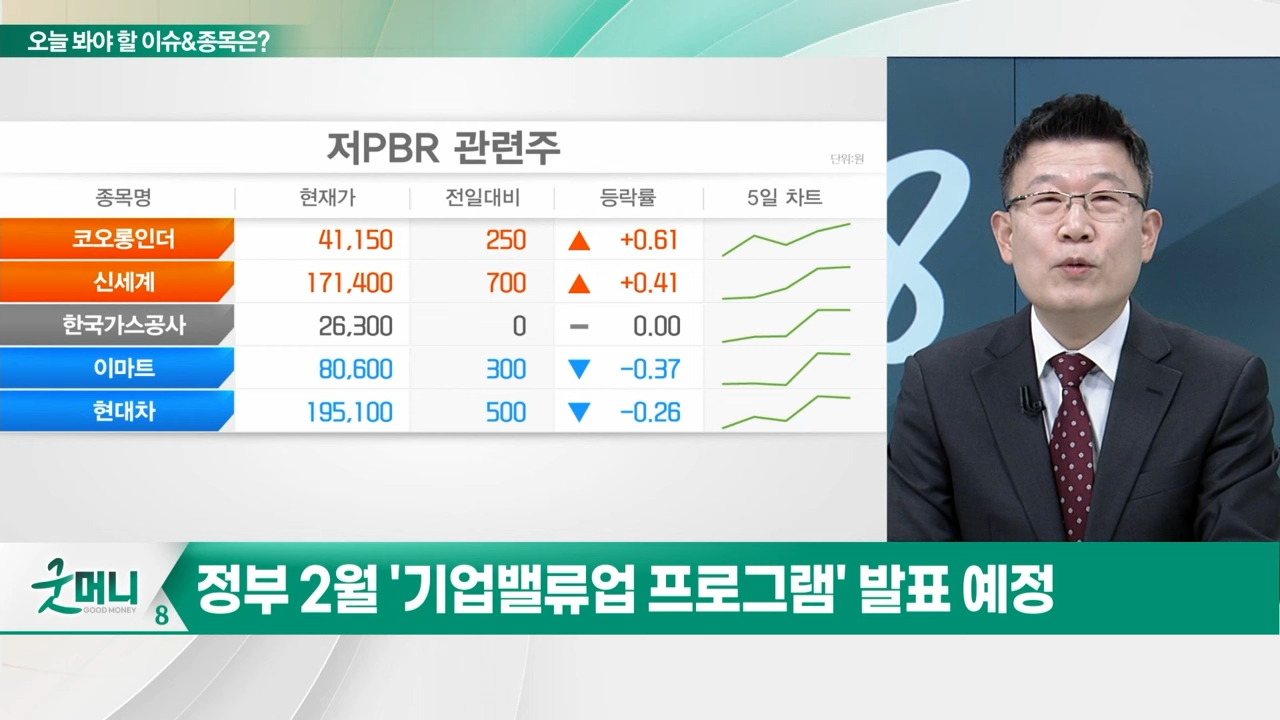 오늘 봐야 할 이슈&종목은?
저PBR 관련주
단위:원
종목명 현재가 전일대비 등락률 5일 차트
코오롱인더 41,150 250 ▲ +0.61
신세계 171,400 700 ▲ +0.41
한국가스공사 26,300 0 － 0.00
이마트 80,600 300 ▼ -0.37
현대차 195,100 500 ▼ -0.26
8
굿머니
GOOD MONEY
8
정부 2월 '기업밸류업 프로그램' 발표 예정